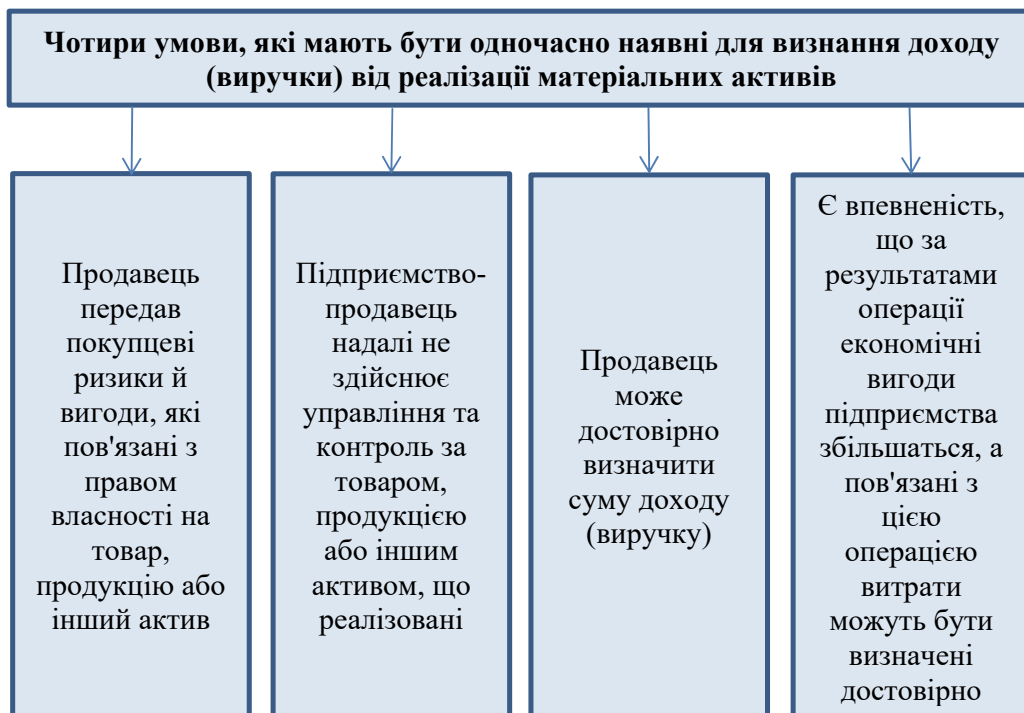 Чотири умови, які мають бути одночасно наявні для визнання доходу
(виручки) від реалізації матеріальних активів
Продавець
передав
покупцеві
ризики й
вигоди, які
пов'язані з
правом
власності на
товар,
продукцію або
інший актив
Підприємство-
продавець
надалі не
здійснює
управління та
контроль за
товаром,
продукцією
або іншим
активом, що
реалізовані
Продавець
може
достовірно
визначити
суму доходу
(виручку)
Є впевненість,
що за
результатами
операції
економічні
вигоди
підприємства
збільшаться, а
пов'язані з
цією
операцією
витрати
можуть бути
визначені
достовірно